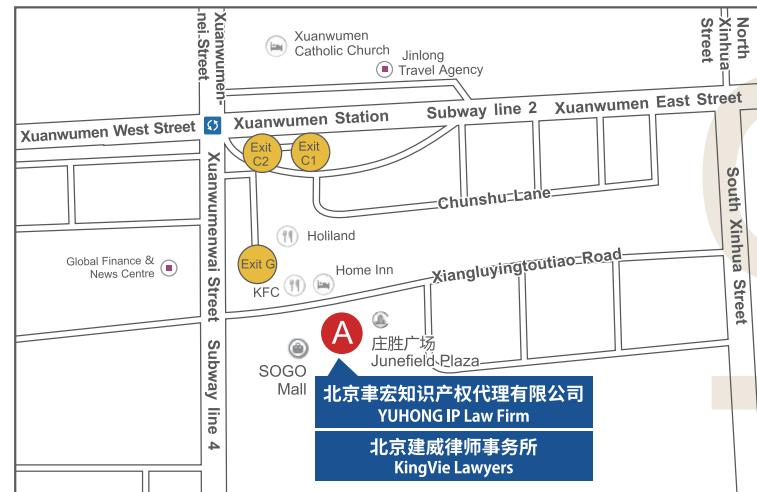 Xuanwumen-
nei Street
Xuanwumen
Catholic Church
Jinlong
Travel Agency
North
Xinhua
Street
Xuanwumen West Street
Xuanwumen Station
Subway line 2
Xuanwumen East Street
Exit
C2
Exit
C1
Chunshu Lane
South Xinhua Street
Xuanwumenwai Street
Holiland
Global Finance &
News Centre
Exit G
KFC
Home Inn
Xiangluyingtoutiao Road
A
庄胜广场
Junefield Plaza
SOGO
Mall
Subway line 4
北京聿宏知识产权代理有限公司
YUHONG IP Law Firm
北京建威律师事务所
KingVie Lawyers